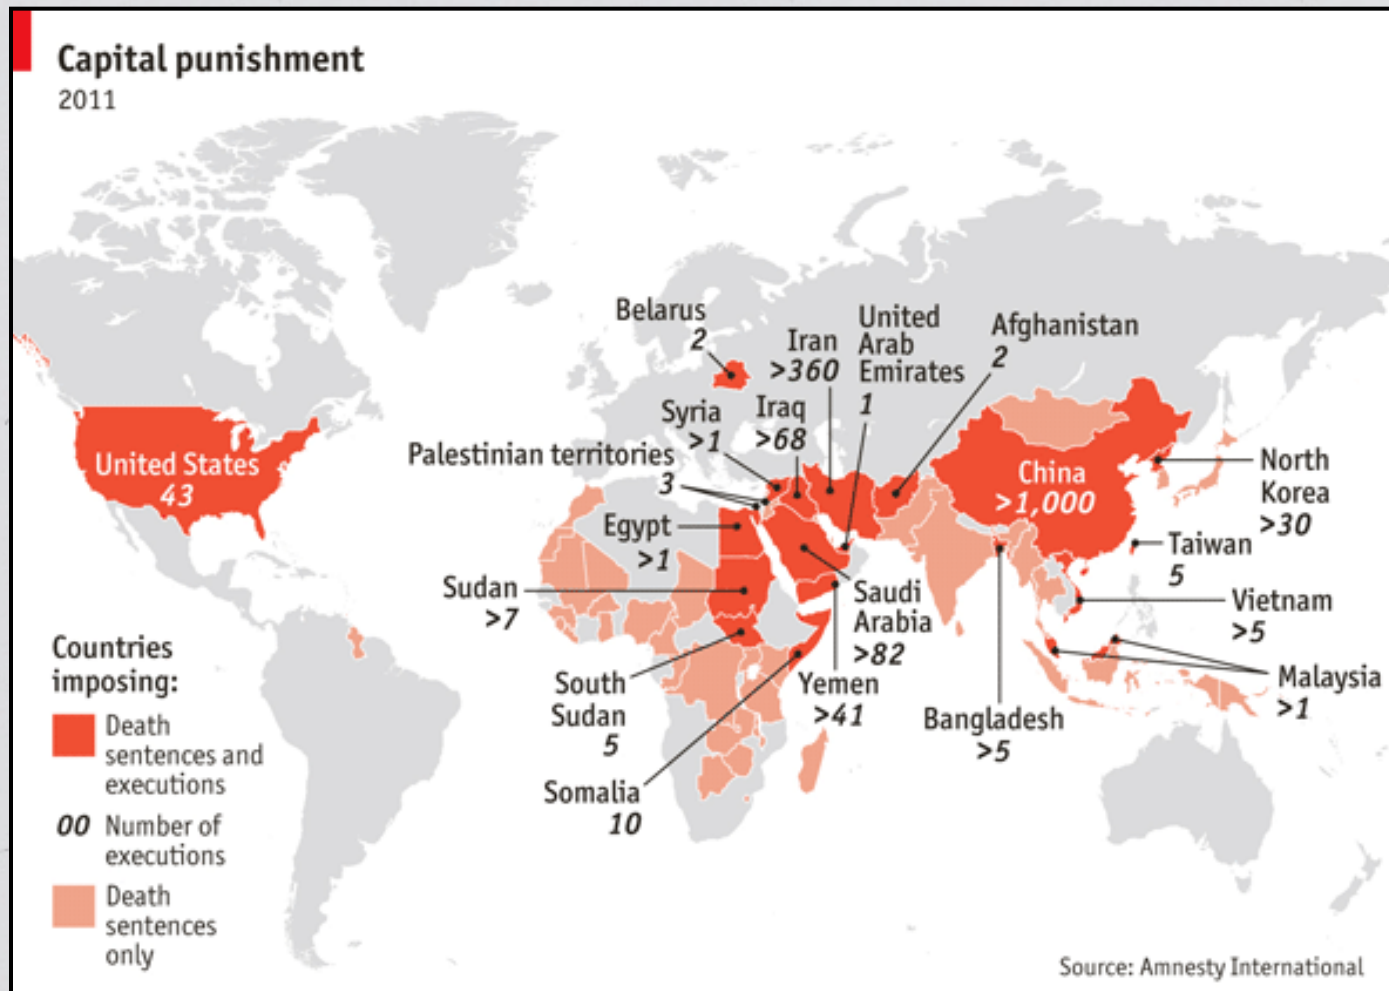 Capital punishment
2011
Belarus
2
Iran
>360
United
Arab
Emirates
1
Afghanistan
2
Syria
>1
Iraq
>68
Palestinian territories
3
United States
43
China
>1,000
North
Korea
>30
Egypt
>1
Taiwan
5
Sudan
>7
Saudi
Arabia
>82
Vietnam
>5
South
Sudan
5
Yemen
>41
Malaysia
>1
Bangladesh
>5
Somalia
10
Countries
imposing:
Death
sentences and
executions
00 Number of
executions
Death
sentences
only
Source: Amnesty International